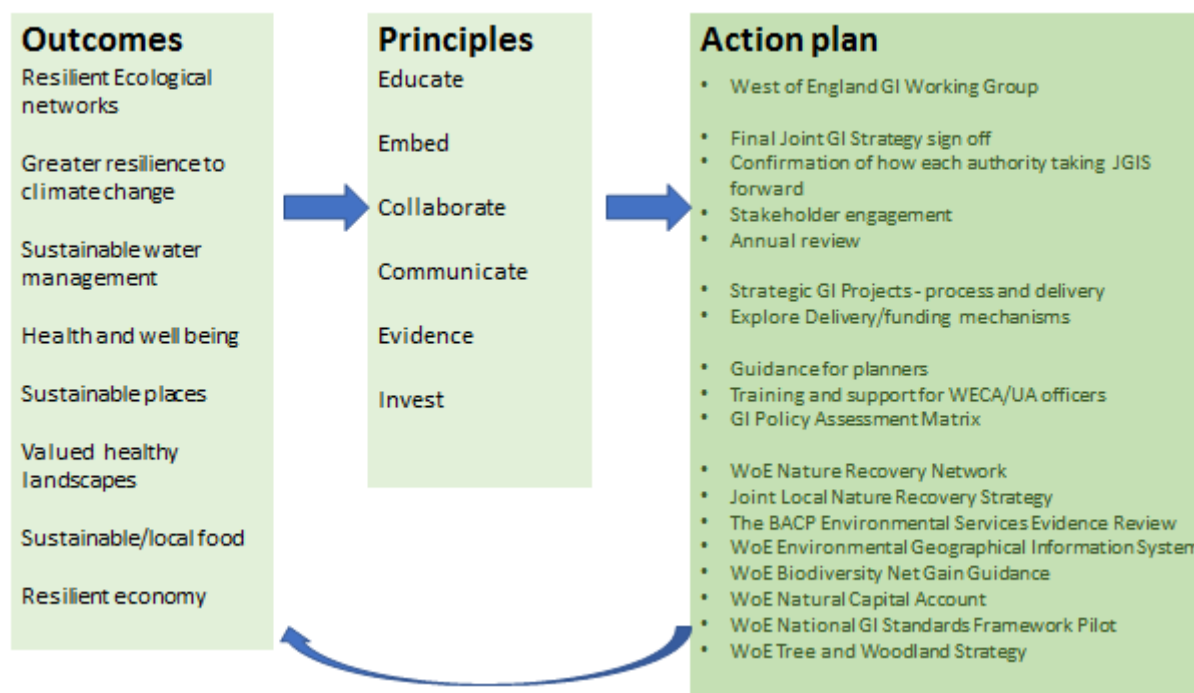 Outcomes
Resilient Ecological
networks
Greater resilience to
climate change
Sustainable water
management
Health and well being
Sustainable places
Valued healthy
landscapes
Sustainable/local food
Resilient economy
Principles
Educate
Embed
Collaborate
Communicate
Evidence
Invest
Action plan
• West of England GI Working Group
• Final Joint GI Strategy sign off
• Confirmation of how each authority taking JGIS
forward
• Stakeholder engagement
• Annual review
• Strategic GI Projects - process and delivery
• Explore Delivery/funding mechanisms
• Guidance for planners
• Training and support for WECA/UA officers
• GI Policy Assessment Matrix
• WoE Nature Recovery Network
• Joint Local Nature Recovery Strategy
• The BACP Environmental Services Evidence Review
• WoE Environmental Geographical Information System
• WoE Biodiversity Net Gain Guidance
• WoE Natural Capital Account
• WoE National GI Standards Framework Pilot
• WoE Tree and Woodland Strategy